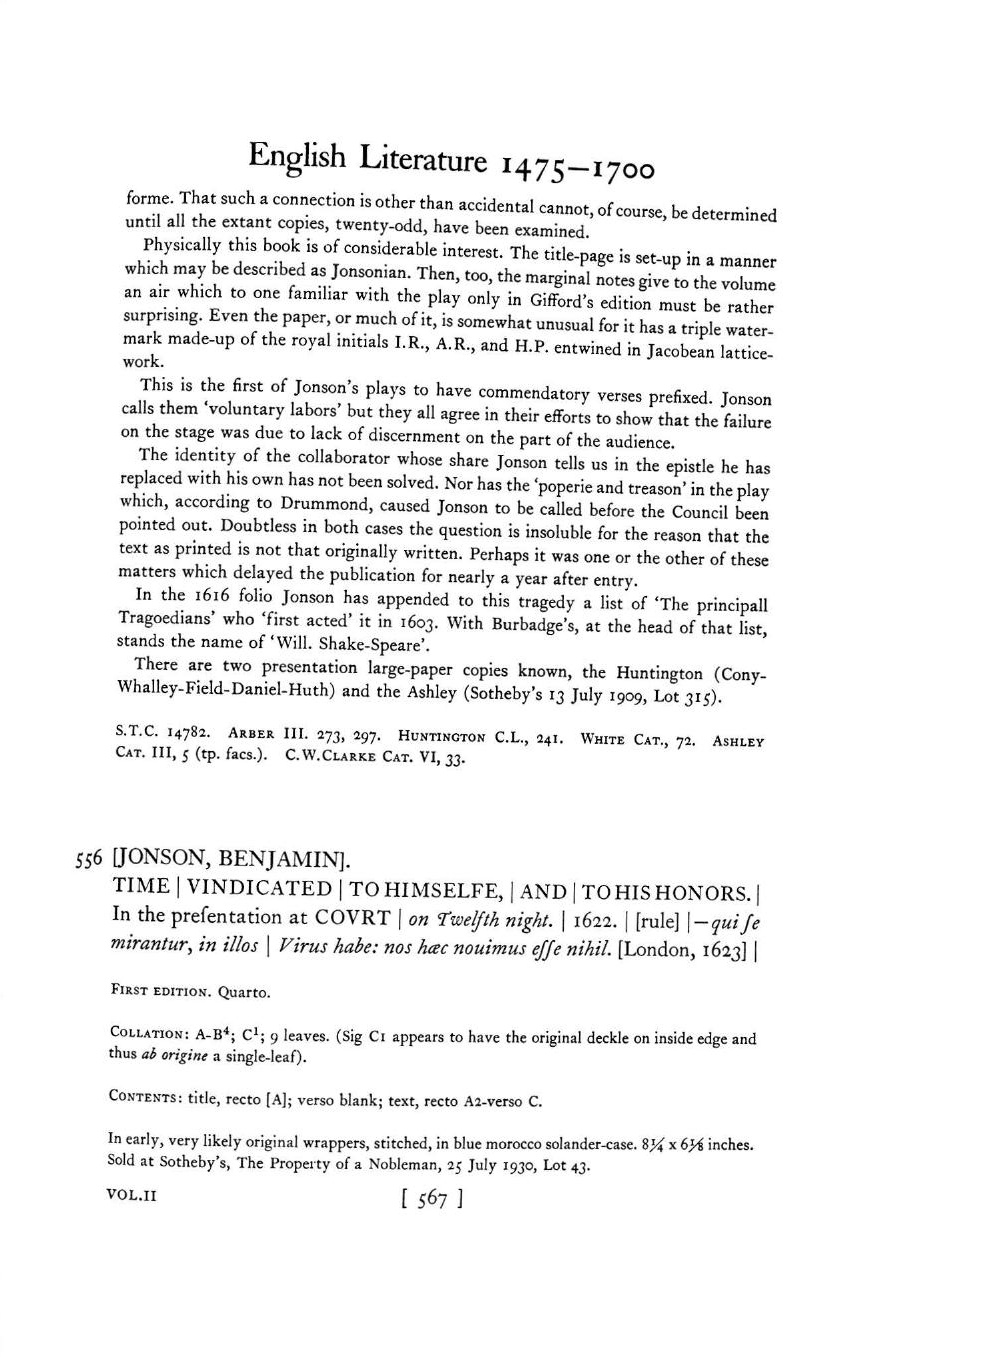 English Literature 1475–1700
forme. That such a connection is other than accidental cannot, of course, be determined
until all the extant copies, twenty-odd, have been examined.
Physically this book is of considerable interest. The title-page is set-up in a manner
which may be described as Jonsonian. Then, too, the marginal notes give to the volume
an air which to one familiar with the play only in Gifford's edition must be rather
surprising. Even the paper, or much of it, is somewhat unusual for it has a triple water-
mark made-up of the royal initials I.R., A.R., and H.P. entwined in Jacobean lattice-
work.
This is the first of Jonson's plays to have commendatory verses prefixed. Jonson
calls them 'voluntary labors' but they all agree in their efforts to show that the failure
on the stage was due to lack of discernment on the part of the audience.
The identity of the collaborator whose share Jonson tells us in the epistle he has
replaced with his own has not been solved. Nor has the 'poperie and treason' in the play
which, according to Drummond, caused Jonson to be called before the Council been
pointed out. Doubtless in both cases the question is insoluble for the reason that the
text as printed is not that originally written. Perhaps it was one or the other of these
matters which delayed the publication for nearly a year after entry.
In the 1616 folio Jonson has appended to this tragedy a list of 'The principall
Tragoedians' who 'first acted' it in 1603. With Burbadge's, at the head of that list,
stands the name of 'Will. Shake-Speare'.
There are two presentation large-paper copies known, the Huntington (Cony-
Whalley-Field-Daniel-Huth) and the Ashley (Sotheby's 13 July 1909, Lot 315).
S.T.C. 14782. ARBER III. 273, 297. HUNTINGTON C.L., 241. WHITE CAT., 72. ASHLEY
CAT. III, 5 (tp. facs.). C.W.CLARKE CAT. VI, 33.
556 [JONSON, BENJAMIN].
TIME | VINDICATED | TO HIMSELFE, | AND | TO HIS HONORS. |
In the preſentation at COVRT | on Twelfth night. | 1622. | [rule] | —qui ſe
mirantur, in illos | Virus habe: nos hæc nouimus eſſe nihil. [London, 1623] |
FIRST EDITION. Quarto.
COLLATION: A-B⁴; C¹; 9 leaves. (Sig C1 appears to have the original deckle on inside edge and
thus ab origine a single-leaf).
CONTENTS: title, recto [A]; verso blank; text, recto A2-verso C.
In early, very likely original wrappers, stitched, in blue morocco solander-case. 8¼ x 6⅛ inches.
Sold at Sotheby's, The Property of a Nobleman, 25 July 1930, Lot 43.
VOL.II [ 567 ]